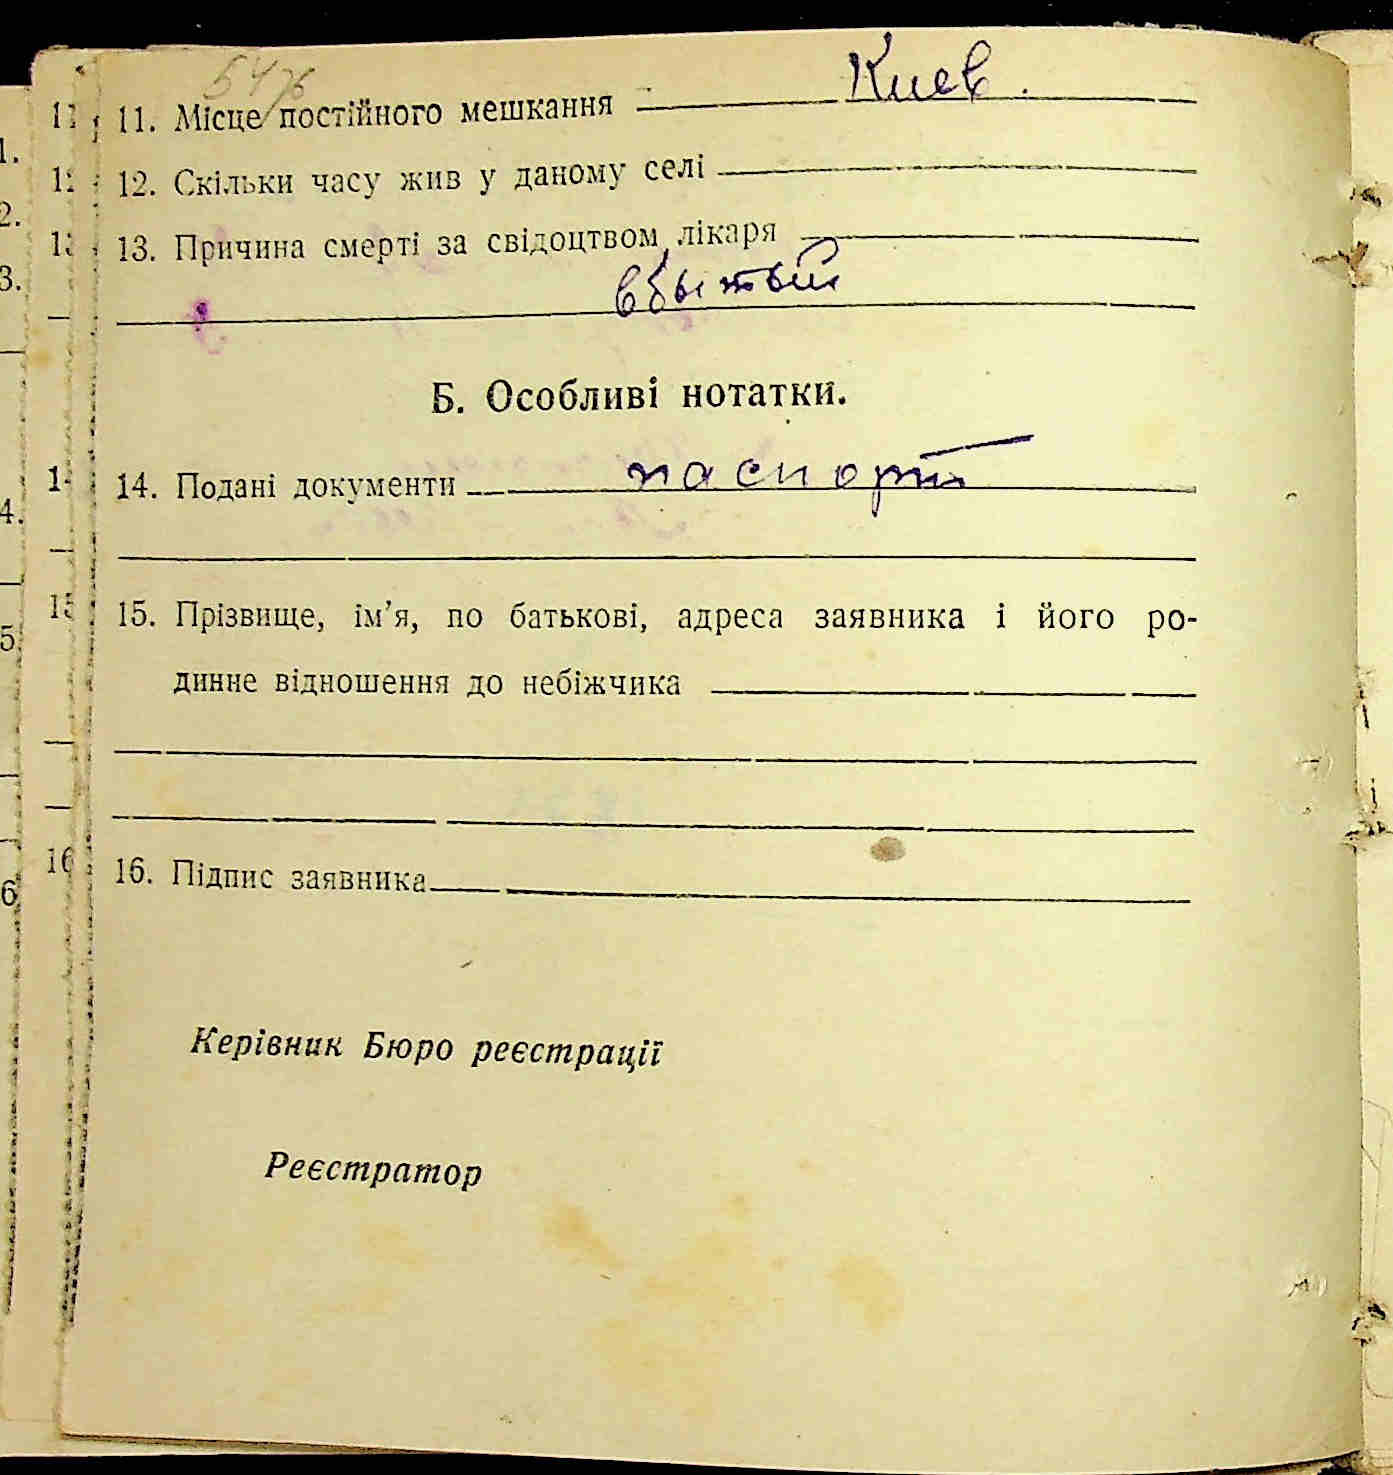 5476
11. Місце постійного мешкання Киев.
12. Скільки часу жив у даному селі
13. Причина смерті за свідоцтвом лікаря
вбытый
Б. Особливі нотатки.
14. Подані документи паспорт
15. Прізвище, ім’я, по батькові, адреса заявника і його ро-
динне відношення до небіжчика
16. Підпис заявника
Керівник Бюро реєстрації
Реєстратор